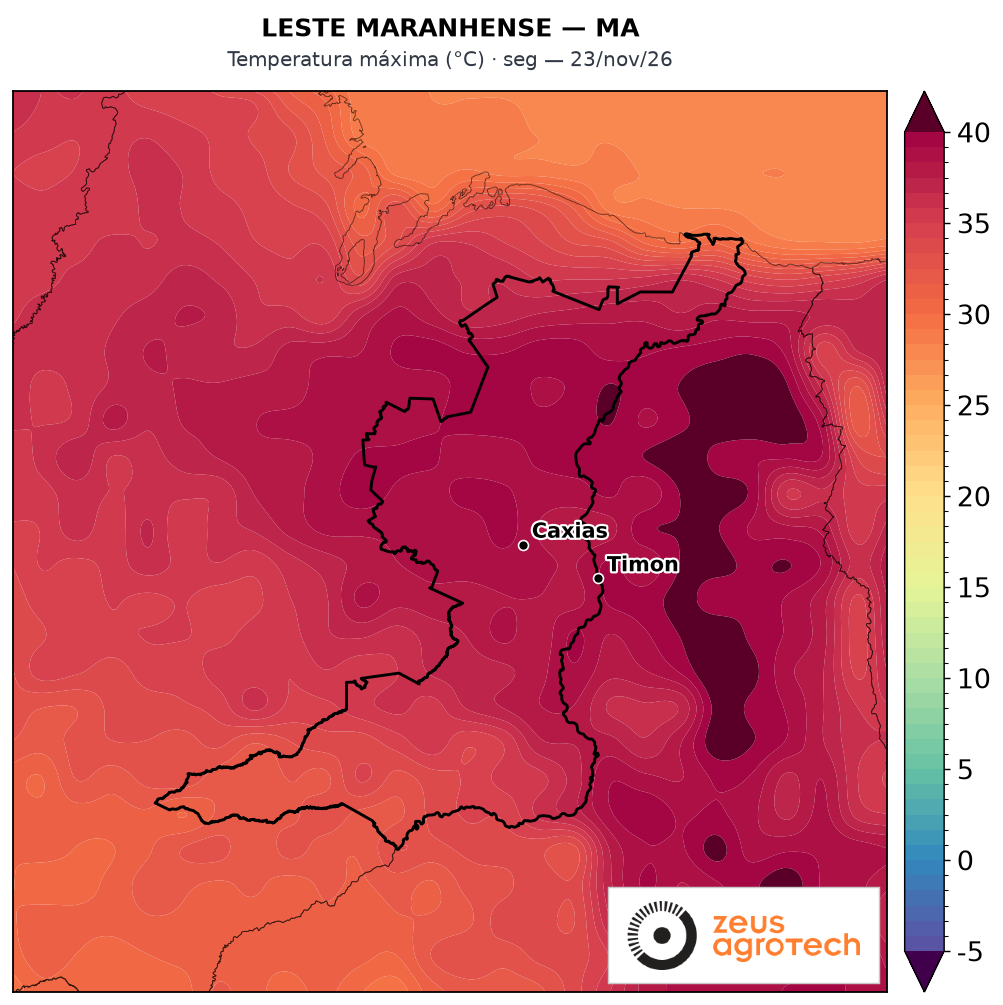 LESTE MARANHENSE — MA
Temperatura máxima (°C) · seg — 23/nov/26
40
35
30
25
20
15
10
5
0
-5
Caxias
Timon
zeus
agrotech